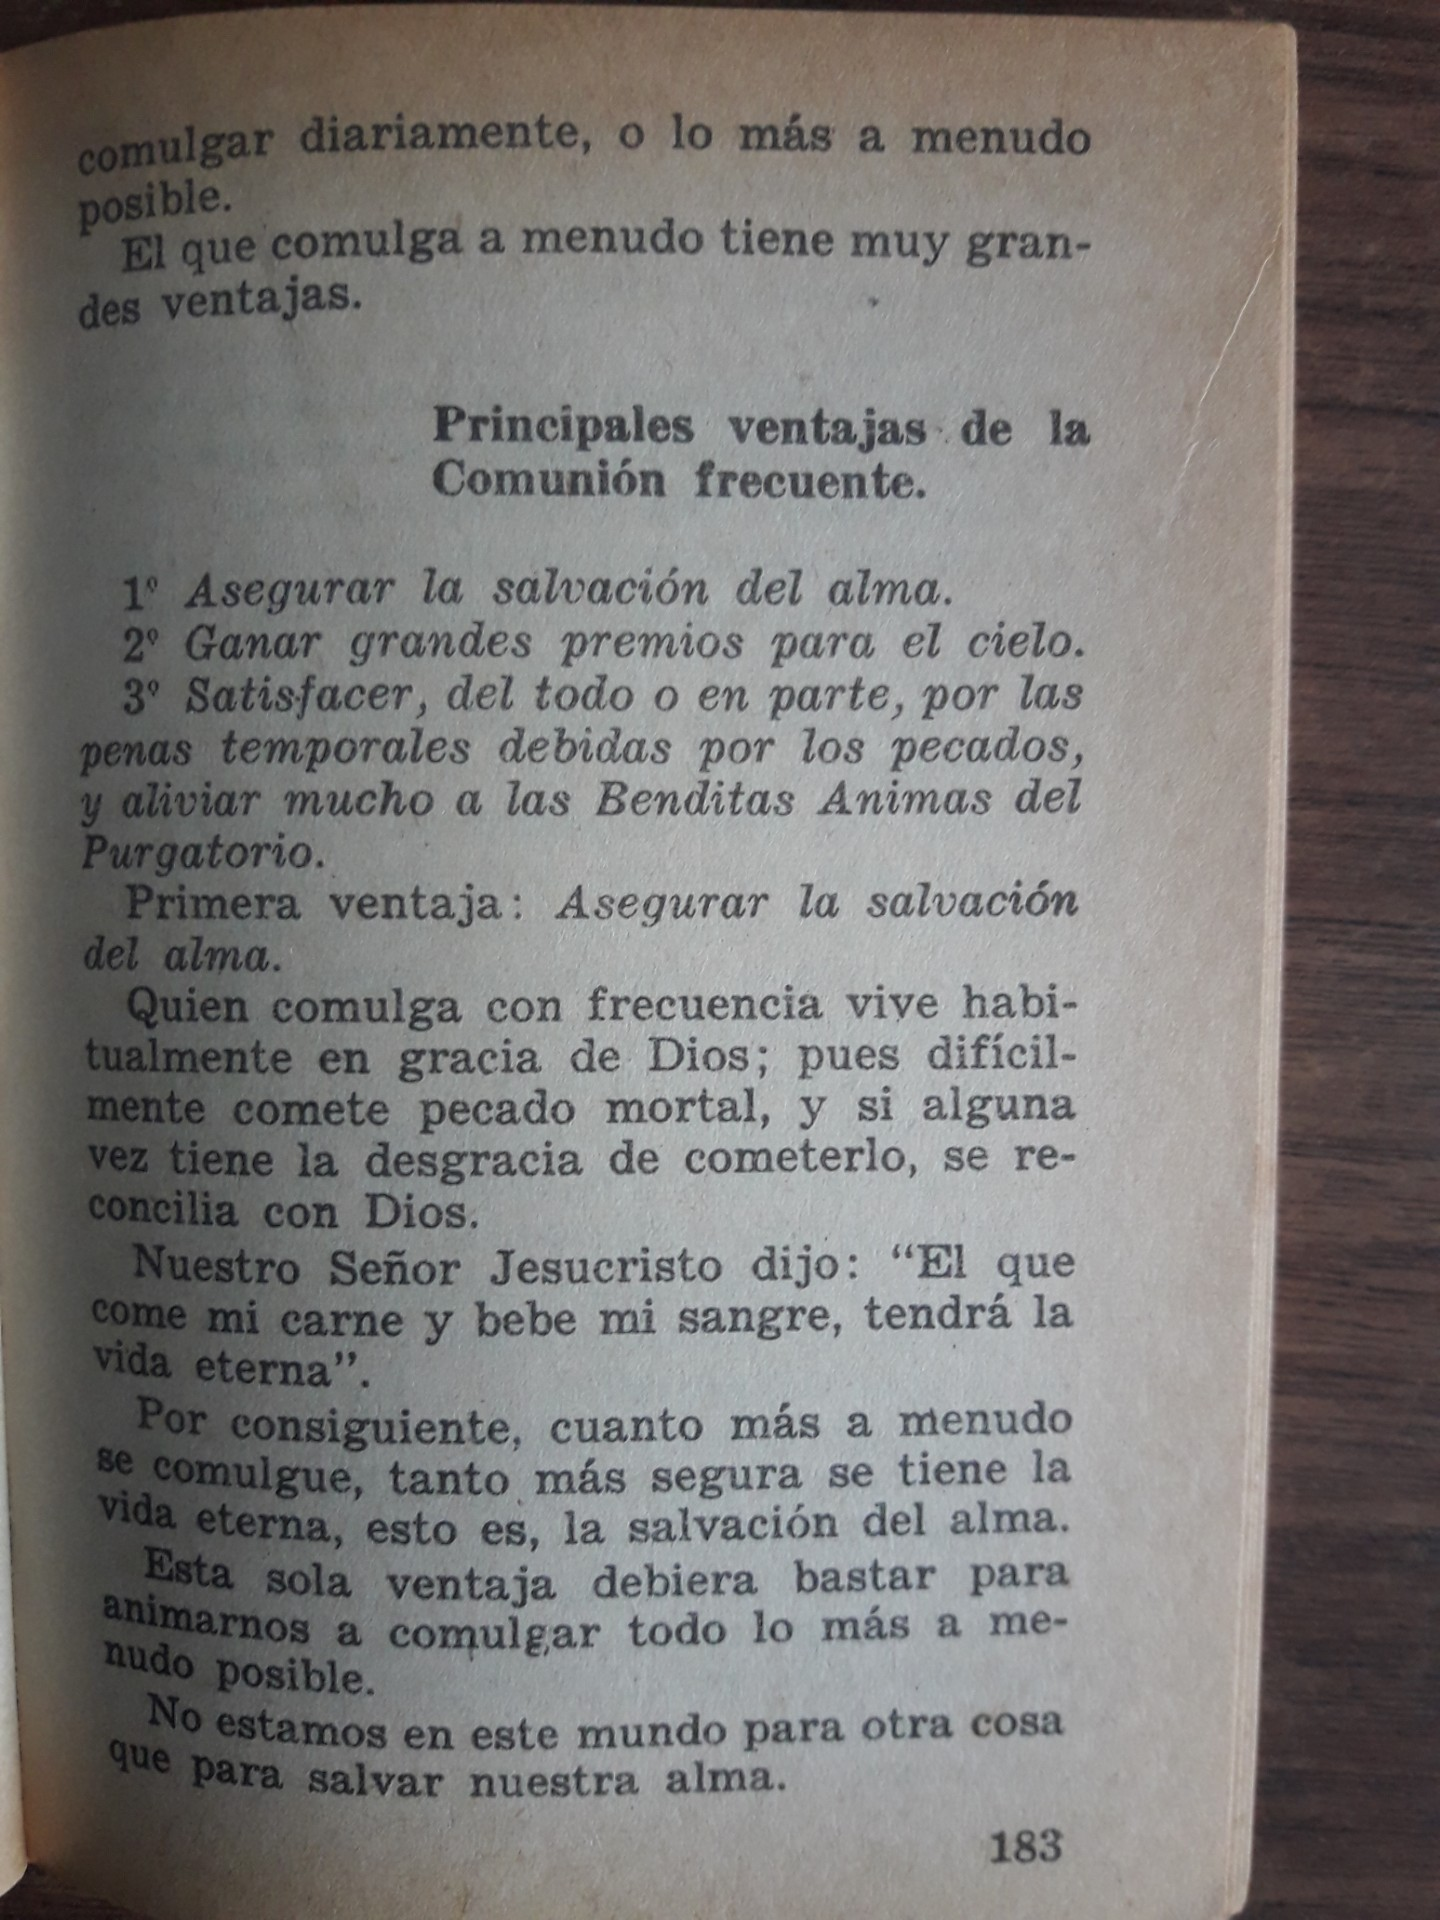 comulgar diariamente, o lo más a menudo
posible.
El que comulga a menudo tiene muy gran-
des ventajas.
Principales ventajas de la
Comunión frecuente.
1º Asegurar la salvación del alma.
2º Ganar grandes premios para el cielo.
3º Satisfacer, del todo o en parte, por las
penas temporales debidas por los pecados,
y aliviar mucho a las Benditas Animas del
Purgatorio.
Primera ventaja: Asegurar la salvación
del alma.
Quien comulga con frecuencia vive habi-
tualmente en gracia de Dios; pues difícil-
mente comete pecado mortal, y si alguna
vez tiene la desgracia de cometerlo, se re-
concilia con Dios.
Nuestro Señor Jesucristo dijo: “El que
come mi carne y bebe mi sangre, tendrá la
vida eterna”.
Por consiguiente, cuanto más a menudo
se comulgue, tanto más segura se tiene la
vida eterna, esto es, la salvación del alma.
Esta sola ventaja debiera bastar para
animarnos a comulgar todo lo más a me-
nudo posible.
No estamos en este mundo para otra cosa
que para salvar nuestra alma.
183